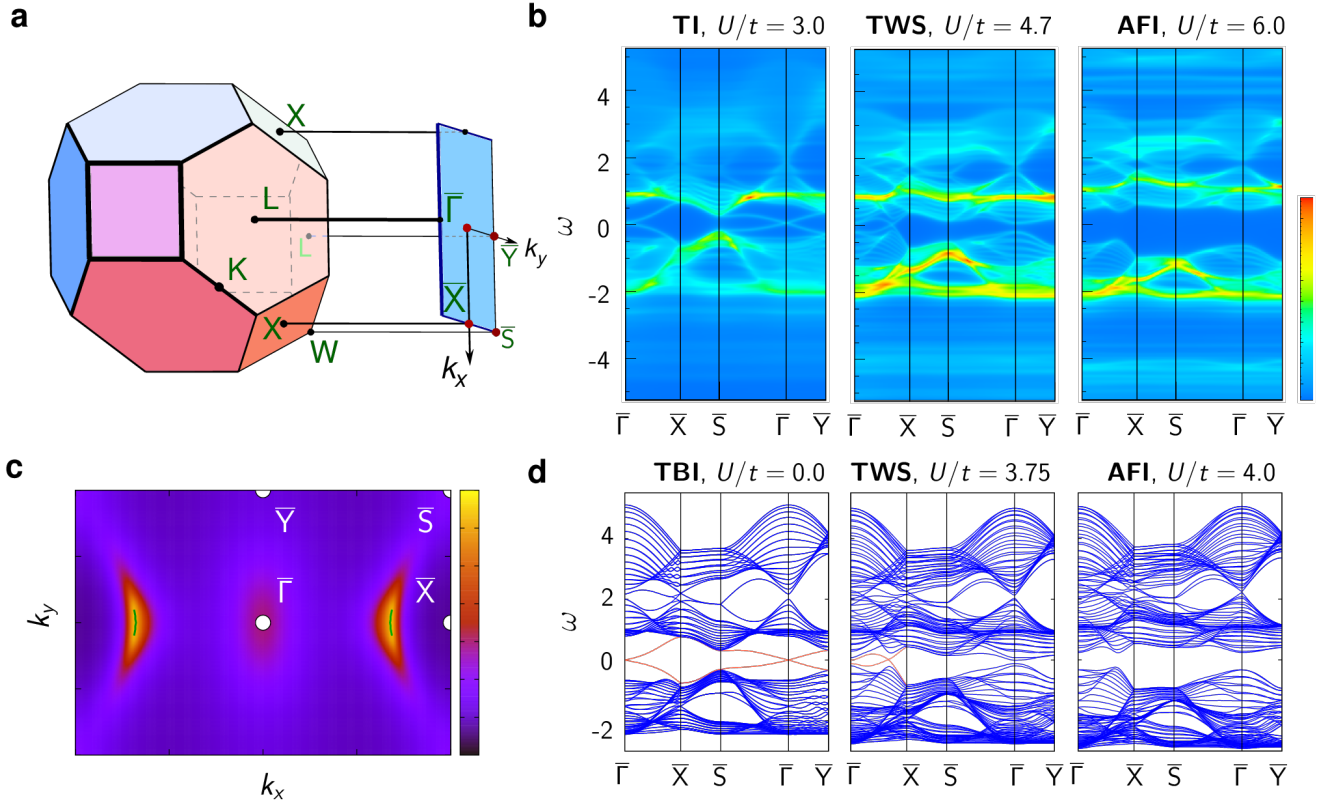 a
X
L
Γ̅
L
k_y
Y̅
K
X̅
X
W
S̅
k_x
b
TI, U/t = 3.0
TWS, U/t = 4.7
AFI, U/t = 6.0
4
2
0
-2
-4
ω
Γ̅ X̅ S̅ Γ̅ Y̅
Γ̅ X̅ S̅ Γ̅ Y̅
Γ̅ X̅ S̅ Γ̅ Y̅
c
Y̅ S̅
Γ̅ X̅
k_y
k_x
d
TBI, U/t = 0.0
TWS, U/t = 3.75
AFI, U/t = 4.0
4
2
0
-2
ω
Γ̅ X̅ S̅ Γ̅ Y̅
Γ̅ X̅ S̅ Γ̅ Y̅
Γ̅ X̅ S̅ Γ̅ Y̅